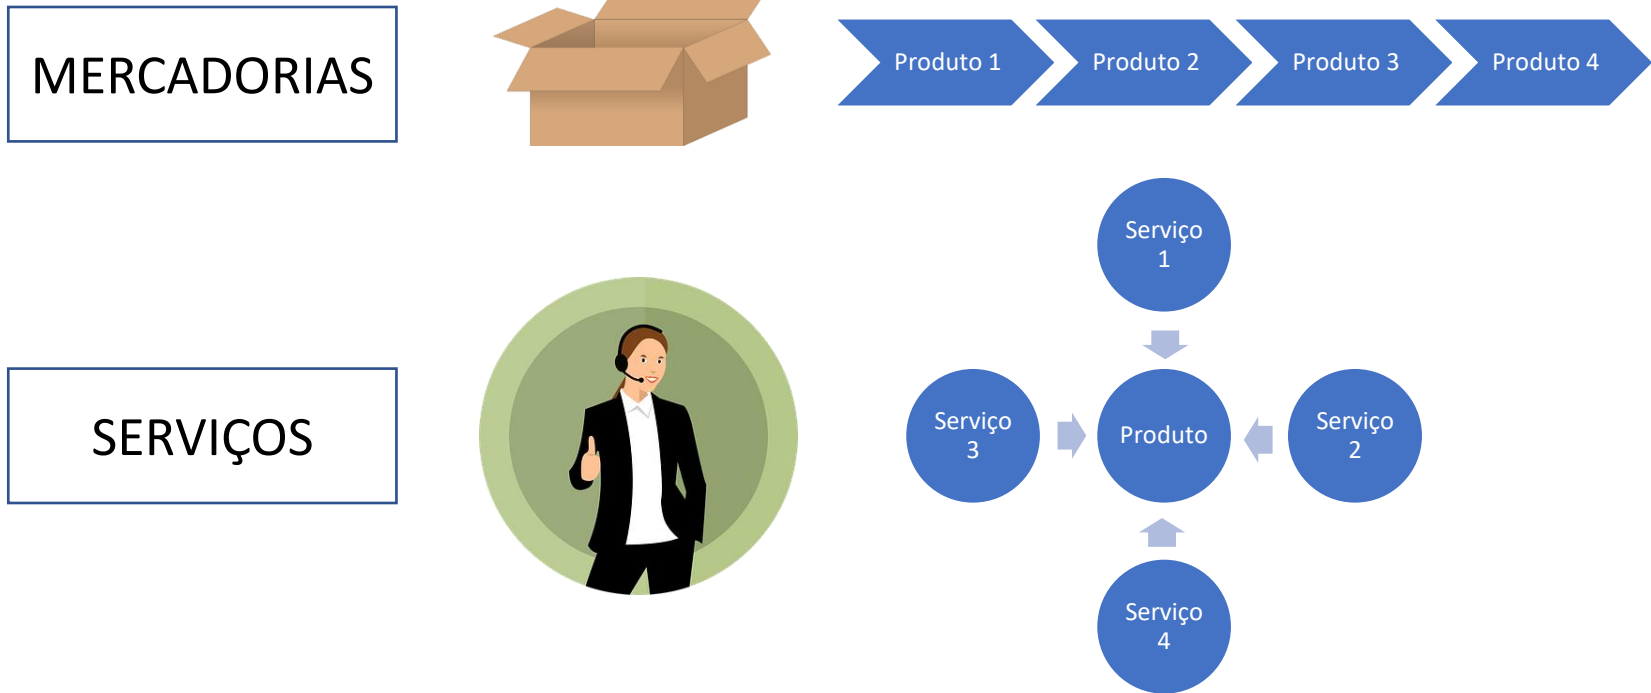 MERCADORIAS
Produto 1
Produto 2
Produto 3
Produto 4
SERVIÇOS
Serviço
1
Serviço
3
Produto
Serviço
2
Serviço
4